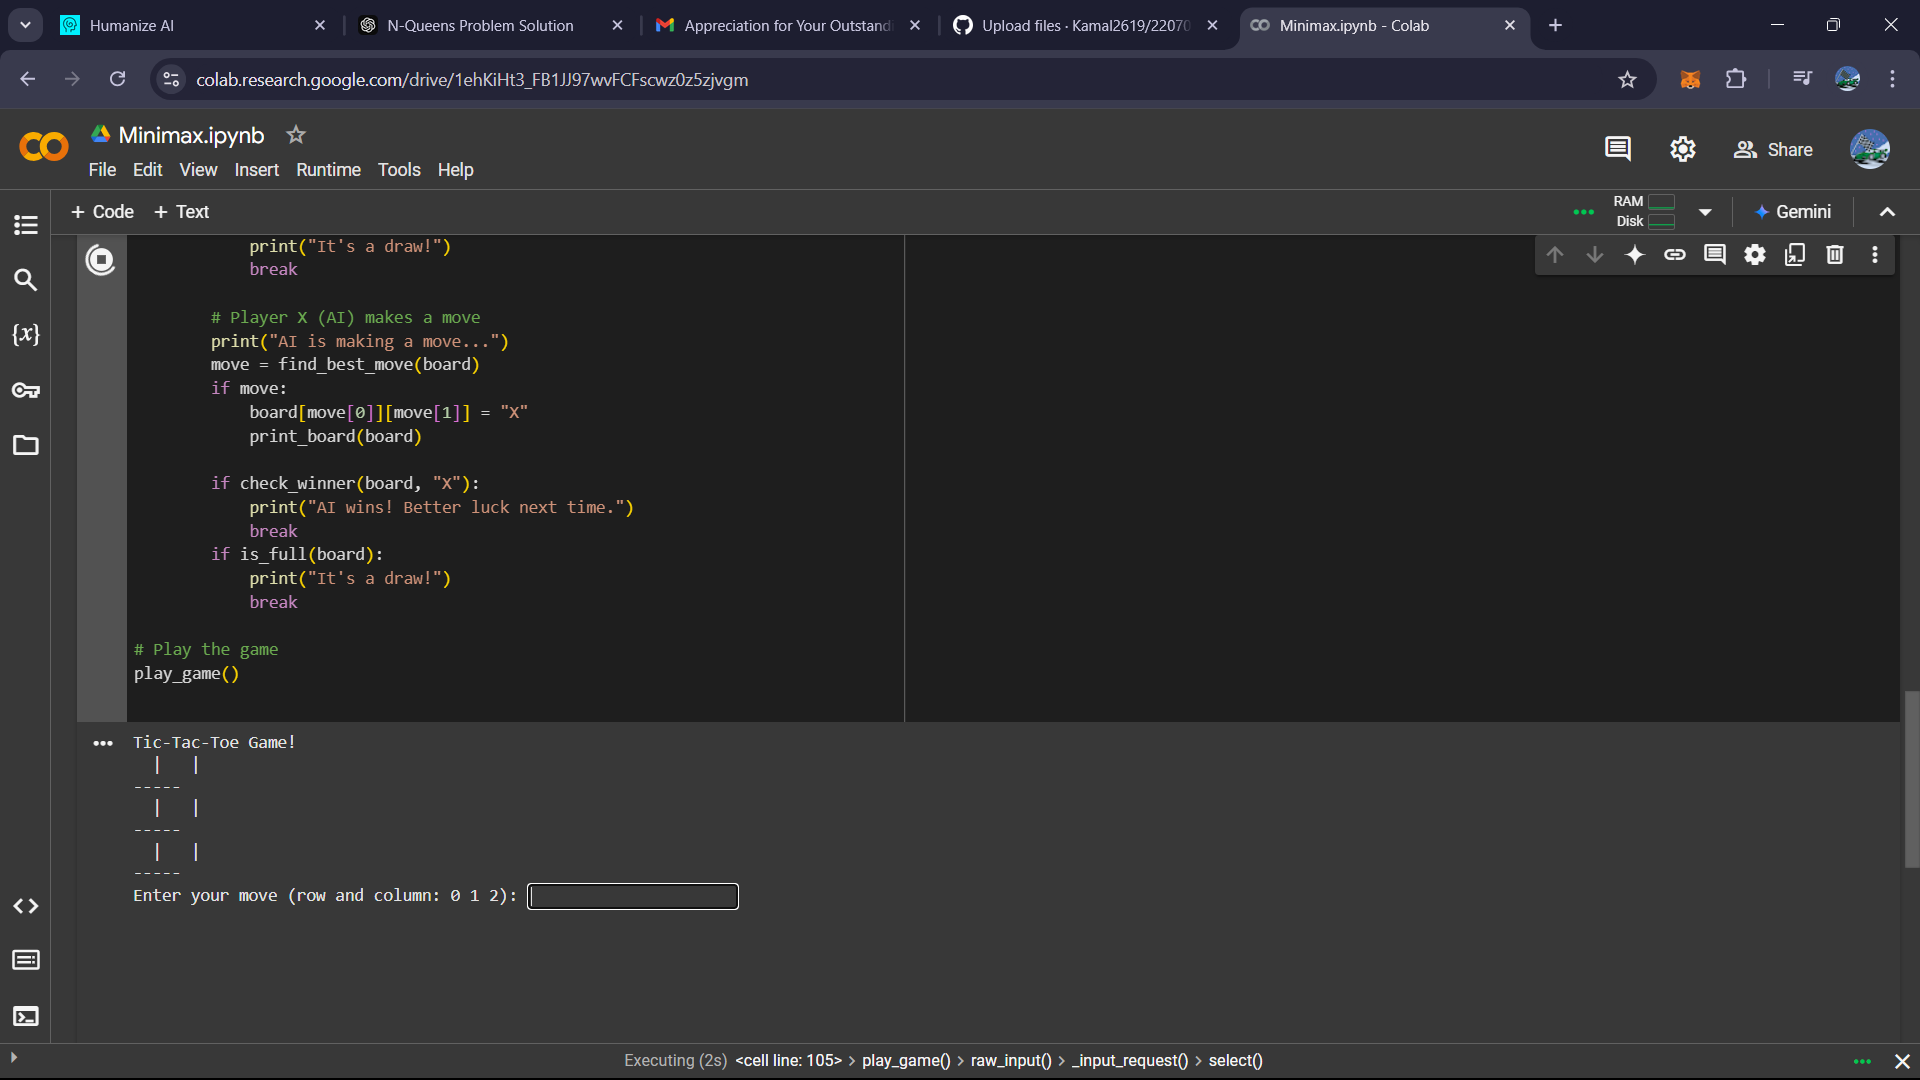 Humanize AI
N-Queens Problem Solution
Appreciation for Your Outstand
Upload files · Kamal2619/22070
Minimax.ipynb - Colab
colab.research.google.com/drive/1ehKiHt3_FB1JJ97wvFCFscwz0z5zjvgm
Minimax.ipynb
File Edit View Insert Runtime Tools Help
Share
+ Code + Text
RAM
Disk
Gemini
print("It's a draw!")
break
# Player X (AI) makes a move
print("AI is making a move...")
move = find_best_move(board)
if move:
board[move[0]][move[1]] = "X"
print_board(board)
if check_winner(board, "X"):
print("AI wins! Better luck next time.")
break
if is_full(board):
print("It's a draw!")
break
# Play the game
play_game()
Tic-Tac-Toe Game!
| |
-----
| |
-----
| |
-----
Enter your move (row and column: 0 1 2):
Executing (2s) <cell line: 105> > play_game() > raw_input() > _input_request() > select()